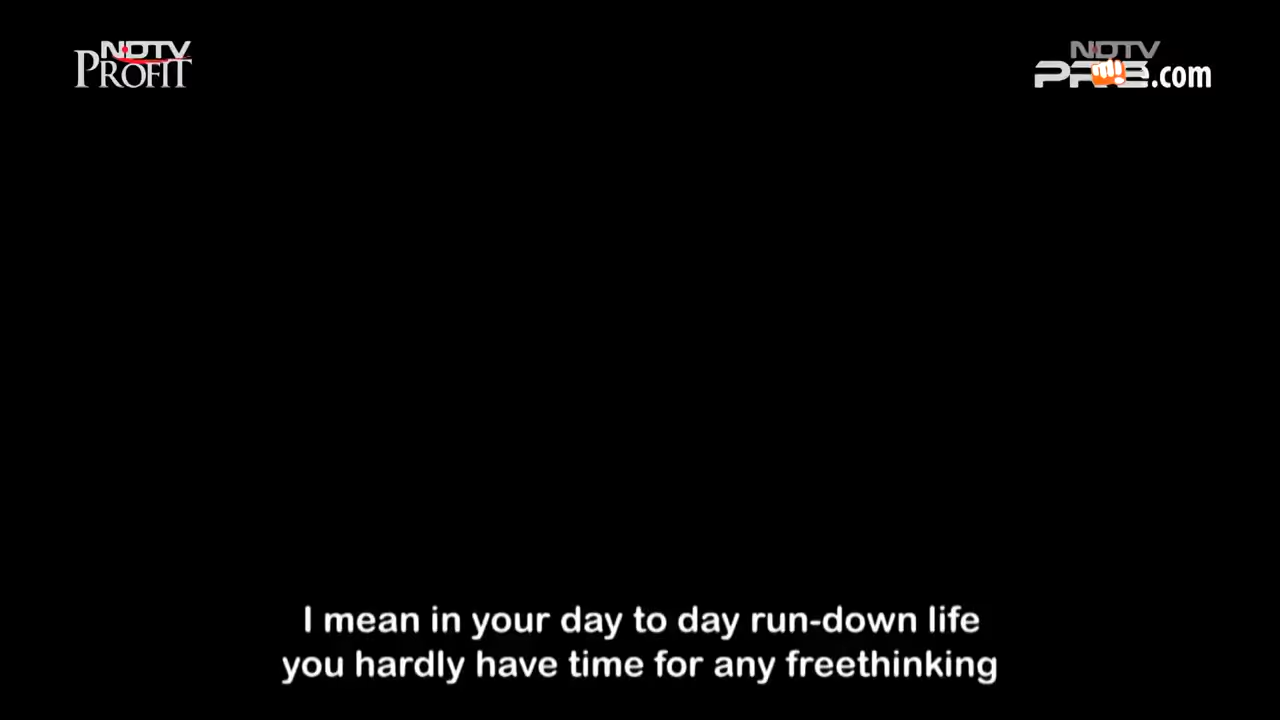 NDTV
PROFIT
NDTV
.com
I mean in your day to day run-down life
you hardly have time for any freethinking